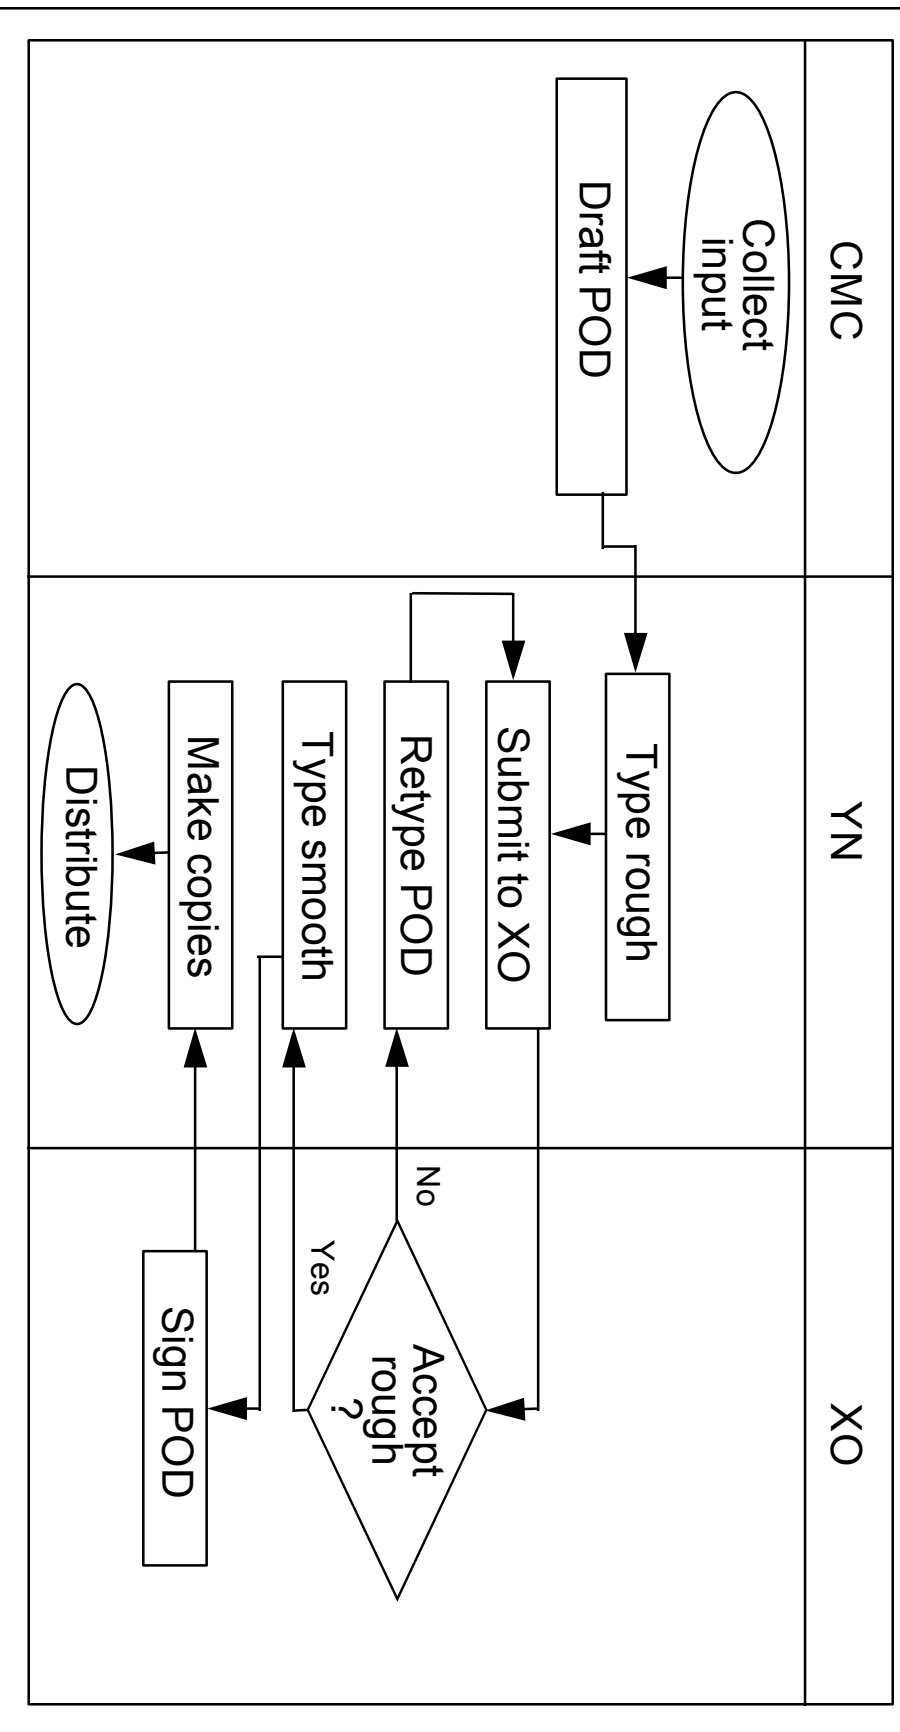 CMC
YN
XO
Collect
input
Draft POD
Type rough
Submit to XO
Accept
rough
?
No
Yes
Retype POD
Type smooth
Sign POD
Make copies
Distribute